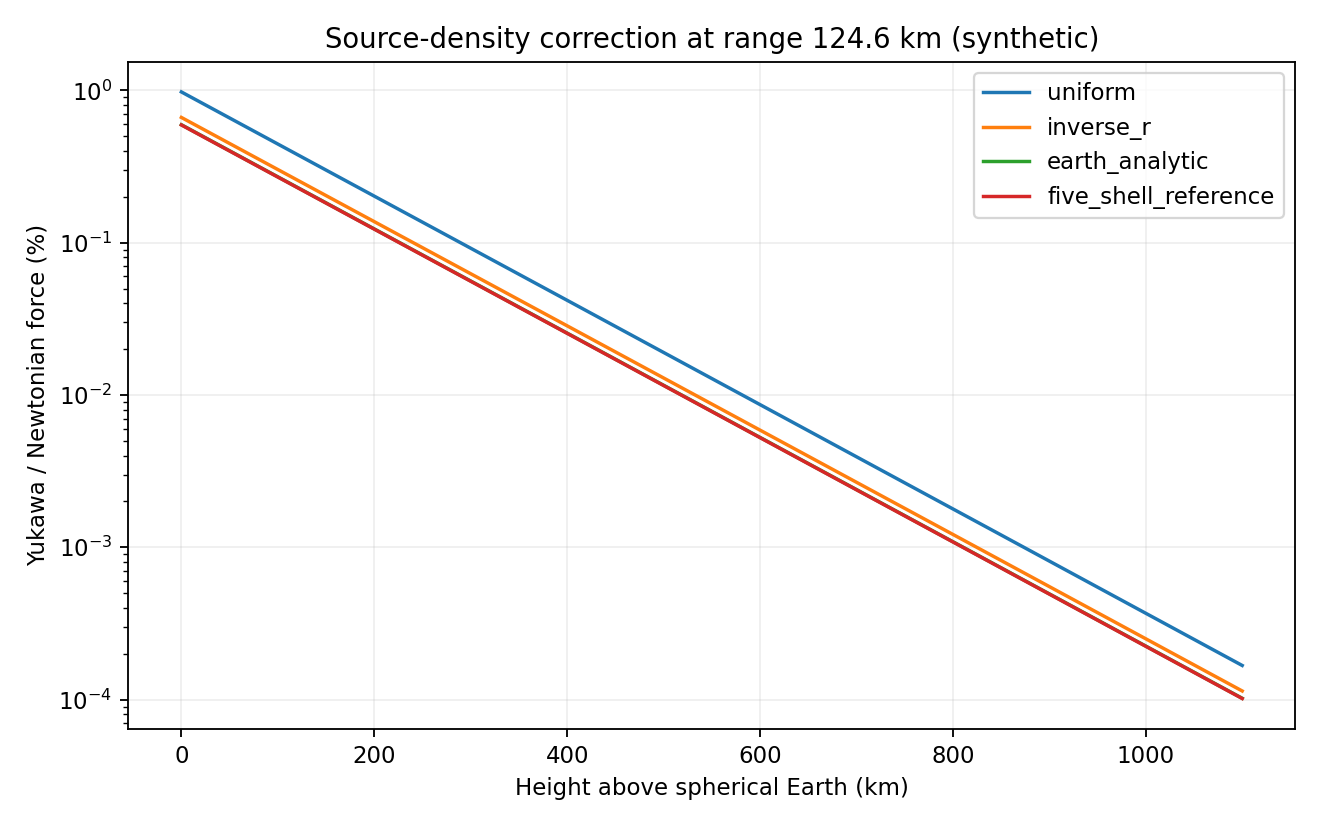 Source-density correction at range 124.6 km (synthetic)
uniform
inverse_r
earth_analytic
five_shell_reference
Yukawa / Newtonian force (%)
10⁰
10⁻¹
10⁻²
10⁻³
10⁻⁴
0 200 400 600 800 1000
Height above spherical Earth (km)